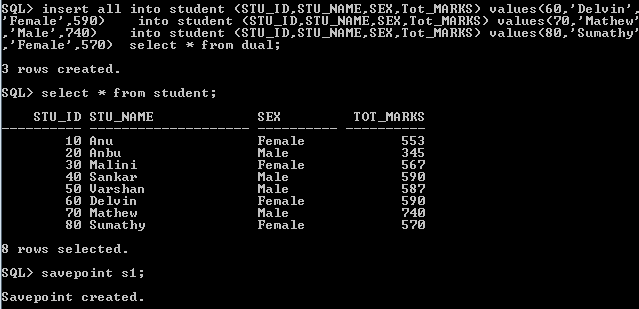 SQL> insert all into student (STU_ID,STU_NAME,SEX,Tot_MARKS) values(60,'Delvin',
'Female',590)     into student (STU_ID,STU_NAME,SEX,Tot_MARKS) values(70,'Mathew'
,'Male',740)    into student (STU_ID,STU_NAME,SEX,Tot_MARKS) values(80,'Sumathy'
,'Female',570)  select * from dual;
3 rows created.
SQL> select * from student;
STU_ID STU_NAME SEX TOT_MARKS
---------- -------------------- ---------- ----------
10 Anu Female 553
20 Anbu Male 345
30 Malini Female 567
40 Sankar Male 590
50 Varshan Male 587
60 Delvin Female 590
70 Mathew Male 740
80 Sumathy Female 570
8 rows selected.
SQL> savepoint s1;
Savepoint created.